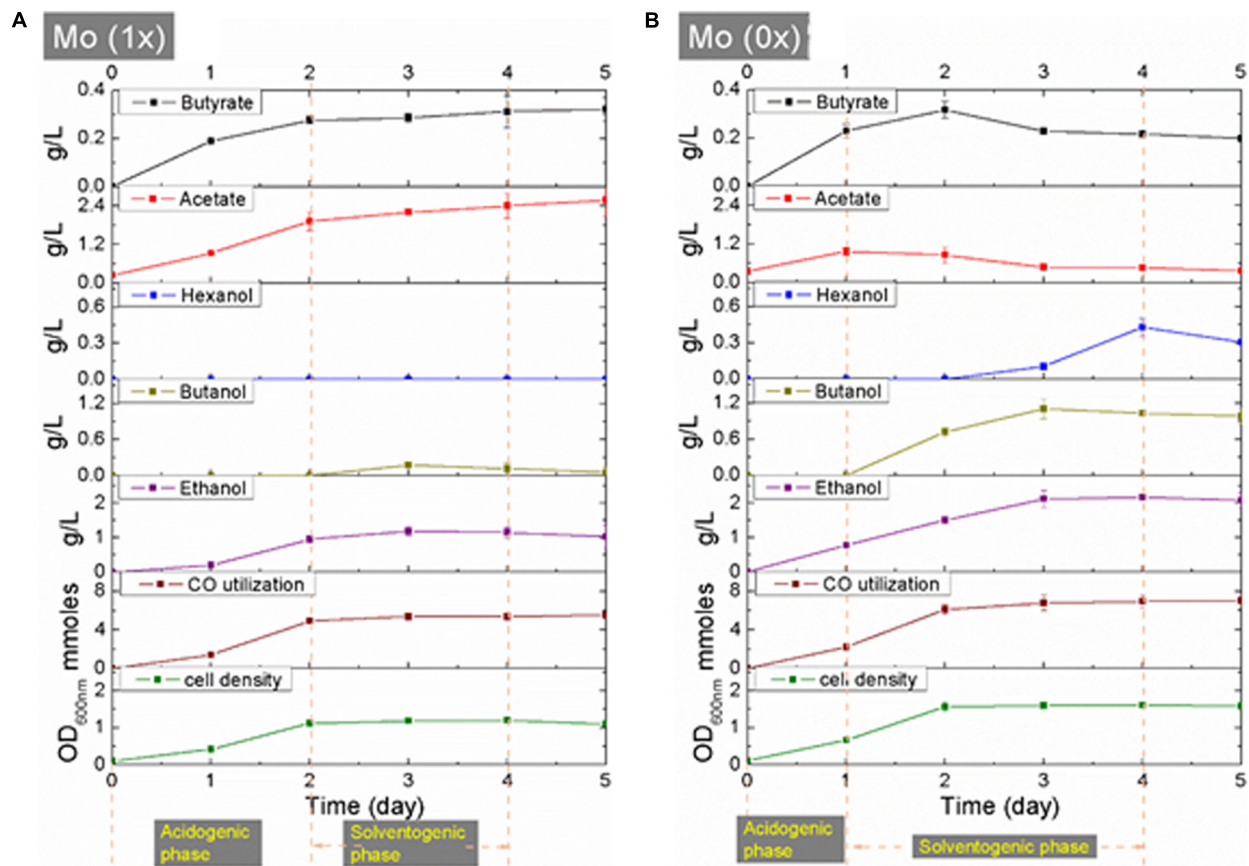 A
Mo (1x)
0 1 2 3 4 5
Butyrate
0.4
0.2
0.0
g/L
Acetate
2.4
1.2
0.0
g/L
Hexanol
0.6
0.3
0.0
g/L
Butanol
1.2
0.6
0.0
g/L
Ethanol
2
1
0
g/L
CO utilization
8
4
0
mmoles
cell density
2
1
0
OD600nm
0 1 2 3 4 5
Time (day)
Acidogenic
phase
Solventogenic
phase
B
Mo (0x)
0 1 2 3 4 5
Butyrate
0.4
0.2
0.0
g/L
Acetate
2.4
1.2
0.0
g/L
Hexanol
0.6
0.3
0.0
g/L
Butanol
1.2
0.6
0.0
g/L
Ethanol
2
1
0
g/L
CO utilization
8
4
0
mmoles
cell density
2
1
0
OD600nm
0 1 2 3 4 5
Time (day)
Acidogenic
phase
Solventogenic phase